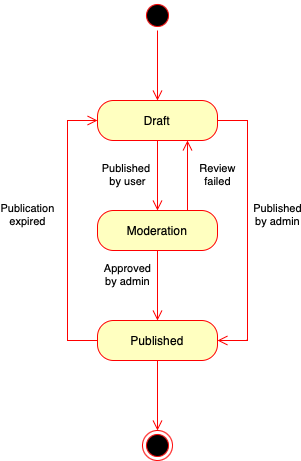 Draft
Published
by user
Review
failed
Publication
expired
Published
by admin
Moderation
Approved
by admin
Published